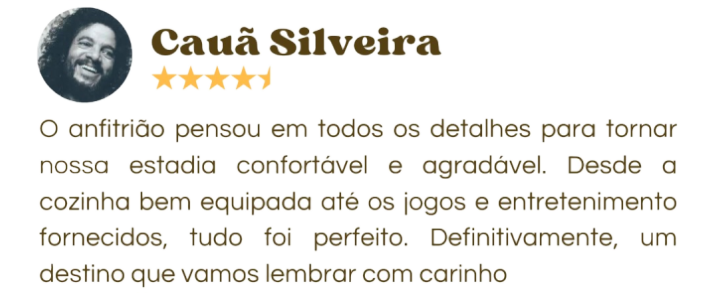 Cauã Silveira
O anfitrião pensou em todos os detalhes para tornar
nossa estadia confortável e agradável. Desde a
cozinha bem equipada até os jogos e entretenimento
fornecidos, tudo foi perfeito. Definitivamente, um
destino que vamos lembrar com carinho